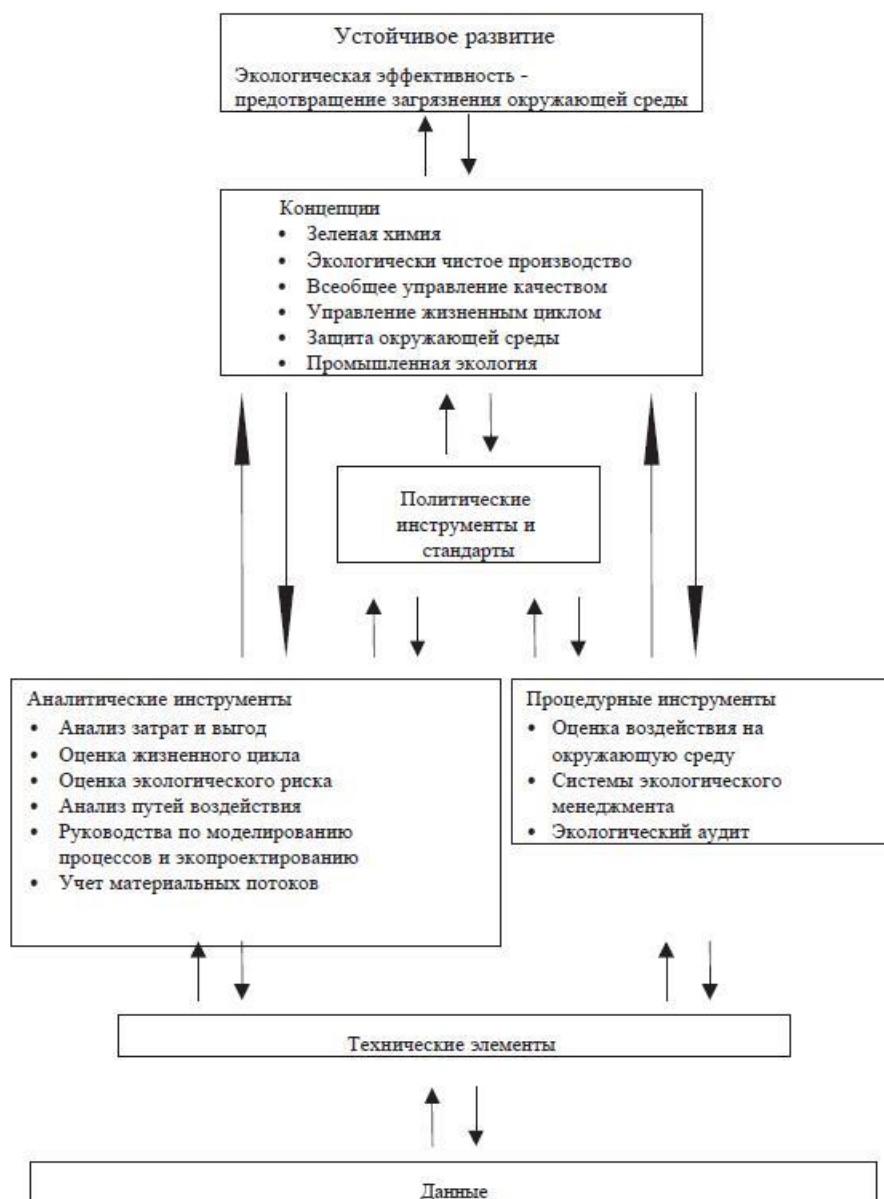 Устойчивое развитие
Экологическая эффективность -
предотвращение загрязнения окружающей среды
Концепции
• Зеленая химия
• Экологически чистое производство
• Всеобщее управление качеством
• Управление жизненным циклом
• Защита окружающей среды
• Промышленная экология
Политические
инструменты и
стандарты
Аналитические инструменты
• Анализ затрат и выгод
• Оценка жизненного цикла
• Оценка экологического риска
• Анализ путей воздействия
• Руководства по моделированию
процессов и экопроектированию
• Учет материальных потоков
Процедурные инструменты
• Оценка воздействия на
окружающую среду
• Системы экологического
менеджмента
• Экологический аудит
Технические элементы
Данные